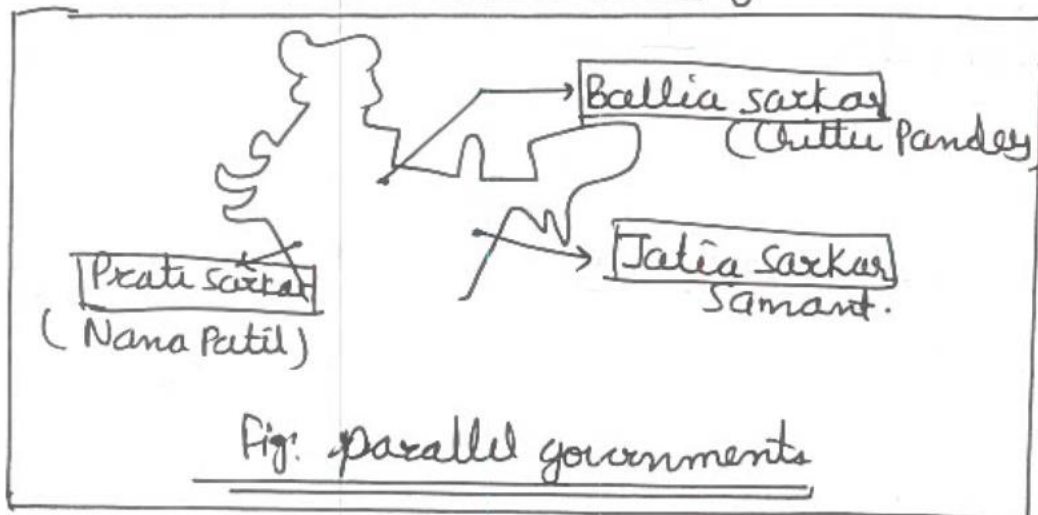 Ballia sarkar
(Chittu Pandey)
Jatia sarkar
Samant.
Prati sarkar
(Nana Patil)
Fig: parallel governments